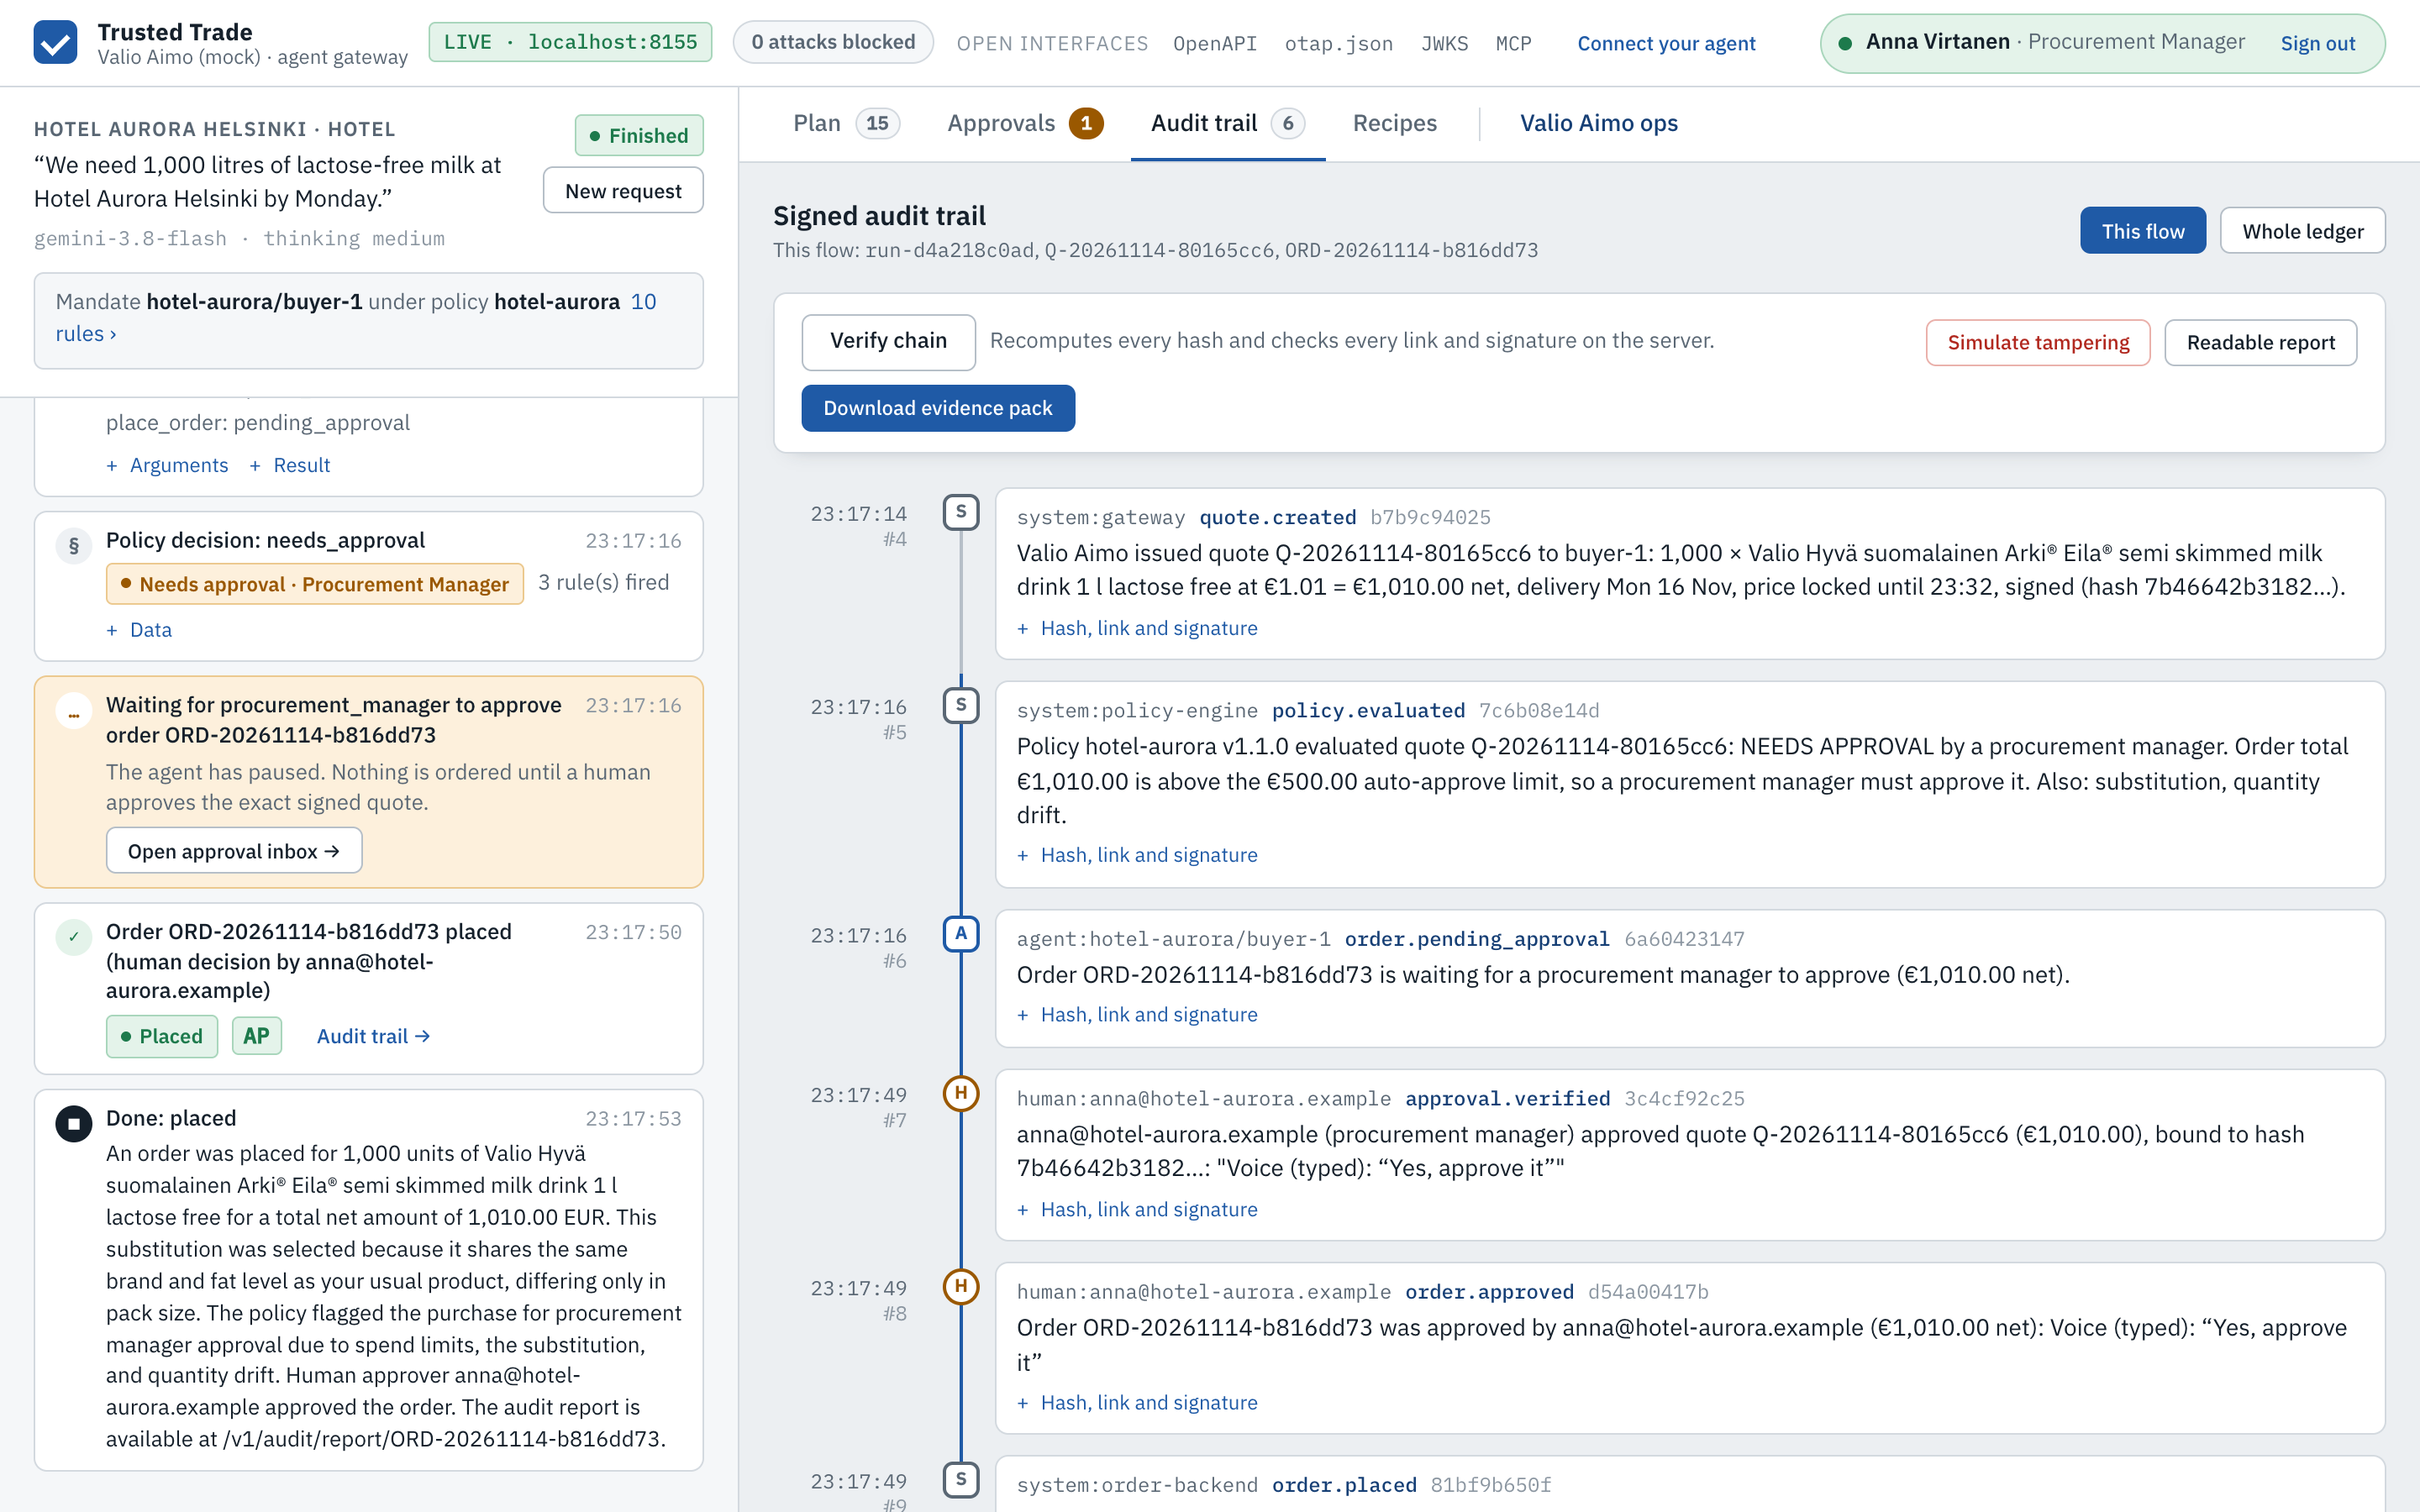 Trusted Trade
Valio Aimo (mock) · agent gateway
LIVE · localhost:8155
0 attacks blocked
OPEN INTERFACES OpenAPI otap.json JWKS MCP
Connect your agent
Anna Virtanen · Procurement Manager Sign out
HOTEL AURORA HELSINKI · HOTEL
Finished
“We need 1,000 litres of lactose-free milk at
Hotel Aurora Helsinki by Monday.”
New request
gemini-3.8-flash · thinking medium
Mandate hotel-aurora/buyer-1 under policy hotel-aurora 10
rules ›
place_order: pending_approval
+ Arguments + Result
§ Policy decision: needs_approval 23:17:16
Needs approval · Procurement Manager 3 rule(s) fired
+ Data
… Waiting for procurement_manager to approve 23:17:16
order ORD-20261114-b816dd73
The agent has paused. Nothing is ordered until a human
approves the exact signed quote.
Open approval inbox →
✓ Order ORD-20261114-b816dd73 placed 23:17:50
(human decision by anna@hotel-
aurora.example)
Placed AP Audit trail →
Done: placed 23:17:53
An order was placed for 1,000 units of Valio Hyvä
suomalainen Arki® Eila® semi skimmed milk drink 1 l
lactose free for a total net amount of 1,010.00 EUR. This
substitution was selected because it shares the same
brand and fat level as your usual product, differing only in
pack size. The policy flagged the purchase for procurement
manager approval due to spend limits, the substitution,
and quantity drift. Human approver anna@hotel-
aurora.example approved the order. The audit report is
available at /v1/audit/report/ORD-20261114-b816dd73.
Plan 15 Approvals 1 Audit trail 6 Recipes Valio Aimo ops
Signed audit trail
This flow: run-d4a218c0ad, Q-20261114-80165cc6, ORD-20261114-b816dd73
This flow Whole ledger
Verify chain Recomputes every hash and checks every link and signature on the server. Simulate tampering Readable report
Download evidence pack
23:17:14 S system:gateway quote.created b7b9c94025
#4
Valio Aimo issued quote Q-20261114-80165cc6 to buyer-1: 1,000 × Valio Hyvä suomalainen Arki® Eila® semi skimmed milk
drink 1 l lactose free at €1.01 = €1,010.00 net, delivery Mon 16 Nov, price locked until 23:32, signed (hash 7b46642b3182…).
+ Hash, link and signature
23:17:16 S system:policy-engine policy.evaluated 7c6b08e14d
#5
Policy hotel-aurora v1.1.0 evaluated quote Q-20261114-80165cc6: NEEDS APPROVAL by a procurement manager. Order total
€1,010.00 is above the €500.00 auto-approve limit, so a procurement manager must approve it. Also: substitution, quantity
drift.
+ Hash, link and signature
23:17:16 A agent:hotel-aurora/buyer-1 order.pending_approval 6a60423147
#6
Order ORD-20261114-b816dd73 is waiting for a procurement manager to approve (€1,010.00 net).
+ Hash, link and signature
23:17:49 H human:anna@hotel-aurora.example approval.verified 3c4cf92c25
#7
anna@hotel-aurora.example (procurement manager) approved quote Q-20261114-80165cc6 (€1,010.00), bound to hash
7b46642b3182…: "Voice (typed): “Yes, approve it”"
+ Hash, link and signature
23:17:49 H human:anna@hotel-aurora.example order.approved d54a00417b
#8
Order ORD-20261114-b816dd73 was approved by anna@hotel-aurora.example (€1,010.00 net): Voice (typed): “Yes, approve
it”
+ Hash, link and signature
23:17:49 S system:order-backend order.placed 81bf9b650f
#9